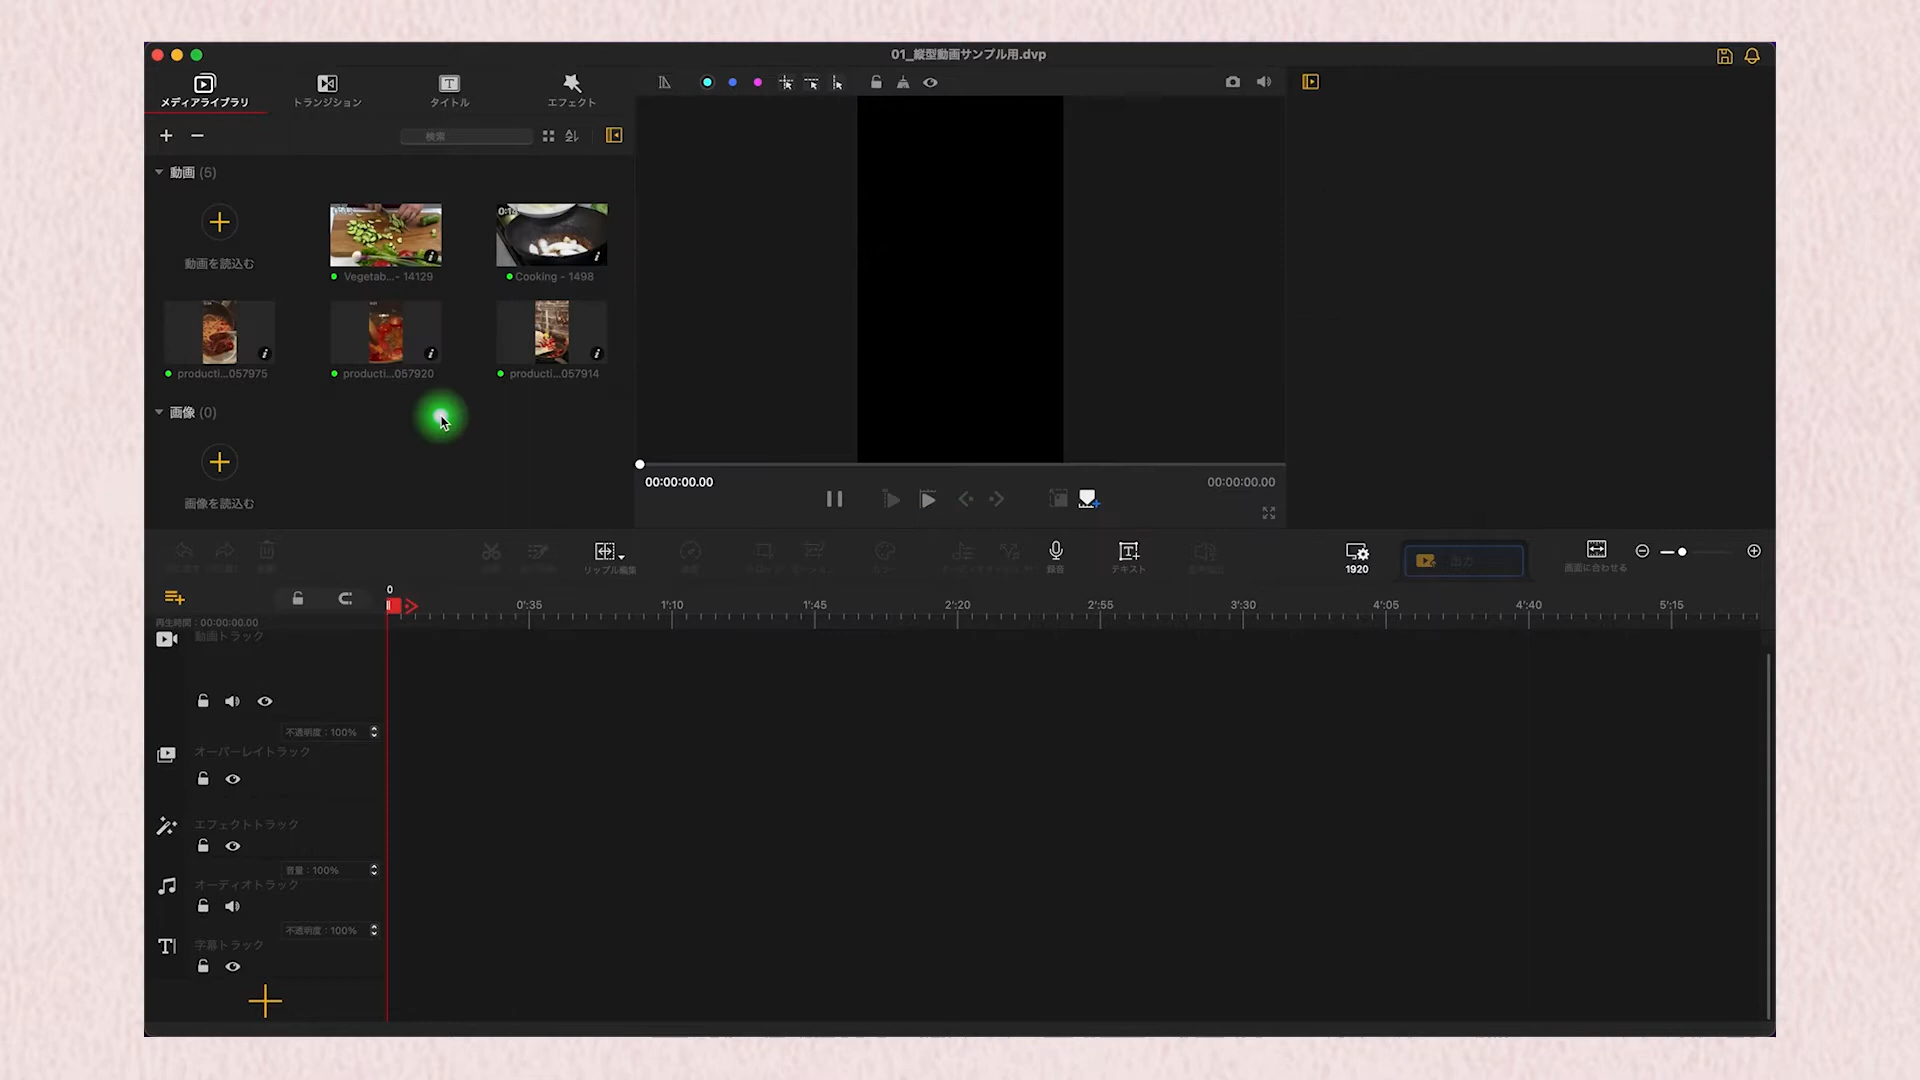 01_縦型動画サンプル用.dvp
メディアライブラリ
トランジション
タイトル
エフェクト
検索
動画 (5)
動画を読込む
Vegetab...- 14129
0:14
Cooking - 1498
producti...057975
producti...057920
producti...057914
画像 (0)
画像を読込む
00:00:00.00
00:00:00.00
リップル編集
録音
テキスト
1920
出力
画面に合わせる
0
0:35
1:10
1:45
2:20
2:55
3:30
4:05
4:40
5:15
再生時間 : 00:00:00.00
動画トラック
不透明度 : 100%
オーバーレイトラック
エフェクトトラック
音量 : 100%
オーディオトラック
不透明度 : 100%
字幕トラック